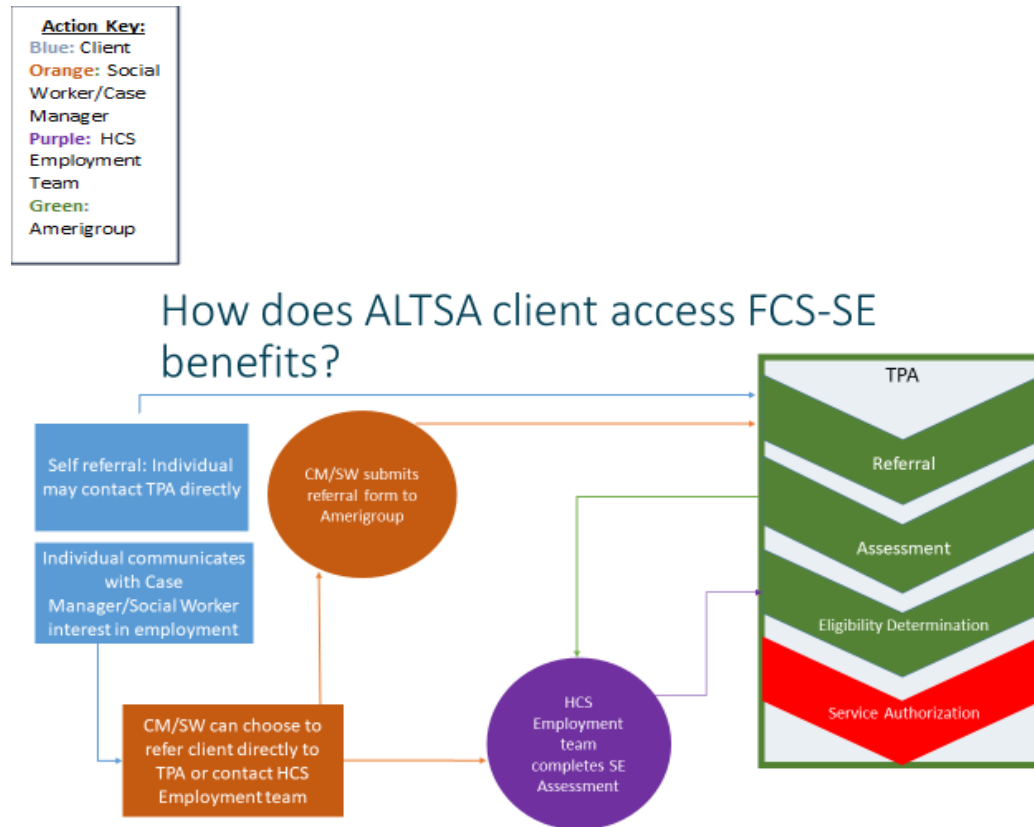 Action Key:
Blue: Client
Orange: Social
Worker/Case
Manager
Purple: HCS
Employment
Team
Green:
Amerigroup
How does ALTSA client access FCS-SE
benefits?
TPA
Self referral: Individual
may contact TPA directly
CM/SW submits
referral form to
Amerigroup
Referral
Individual communicates
with Case
Manager/Social Worker
interest in employment
Assessment
Eligibility Determination
CM/SW can choose to
refer client directly to
TPA or contact HCS
Employment team
HCS
Employment
team
completes SE
Assessment
Service Authorization